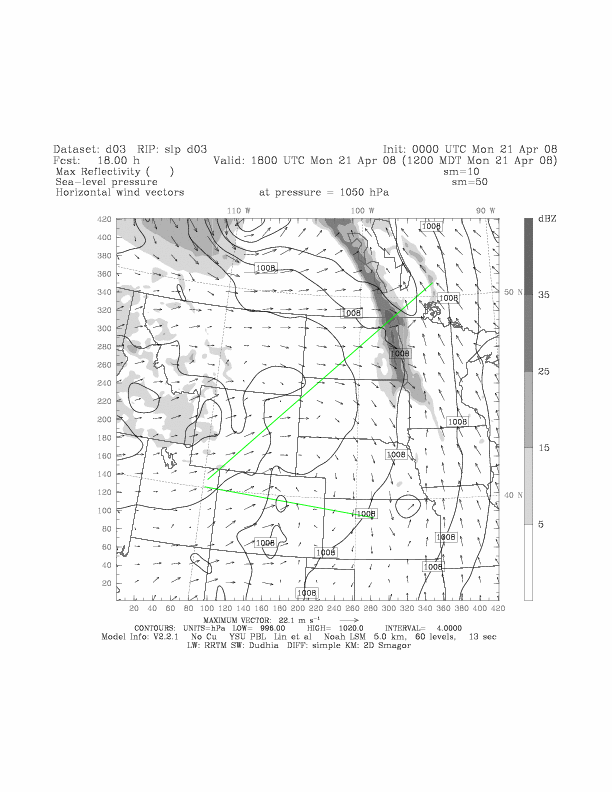 Dataset: d03 RIP: slp d03 Init: 0000 UTC Mon 21 Apr 08
Fcst: 18.00 h Valid: 1800 UTC Mon 21 Apr 08 (1200 MDT Mon 21 Apr 08)
Max Reflectivity ( ) sm=10
Sea-level pressure sm=50
Horizontal wind vectors at pressure = 1050 hPa
110 W 100 W 90 W
dBZ
420
400
380
360
340
320
300
280
260
240
220
200
180
160
140
120
100
80
60
40
20
1008
1008
1008
1008
1008
1008
1008
1008
1008
1008
1008
1008
1008
50 N
40 N
35
25
15
5
20 40 60 80 100 120 140 160 180 200 220 240 260 280 300 320 340 360 380 400 420
MAXIMUM VECTOR: 22.1 m s⁻¹
CONTOURS: UNITS=hPa LOW= 996.00 HIGH= 1020.0 INTERVAL= 4.0000
Model Info: V2.2.1 No Cu YSU PBL Lin et al Noah LSM 5.0 km, 60 levels, 13 sec
LW: RRTM SW: Dudhia DIFF: simple KM: 2D Smagor